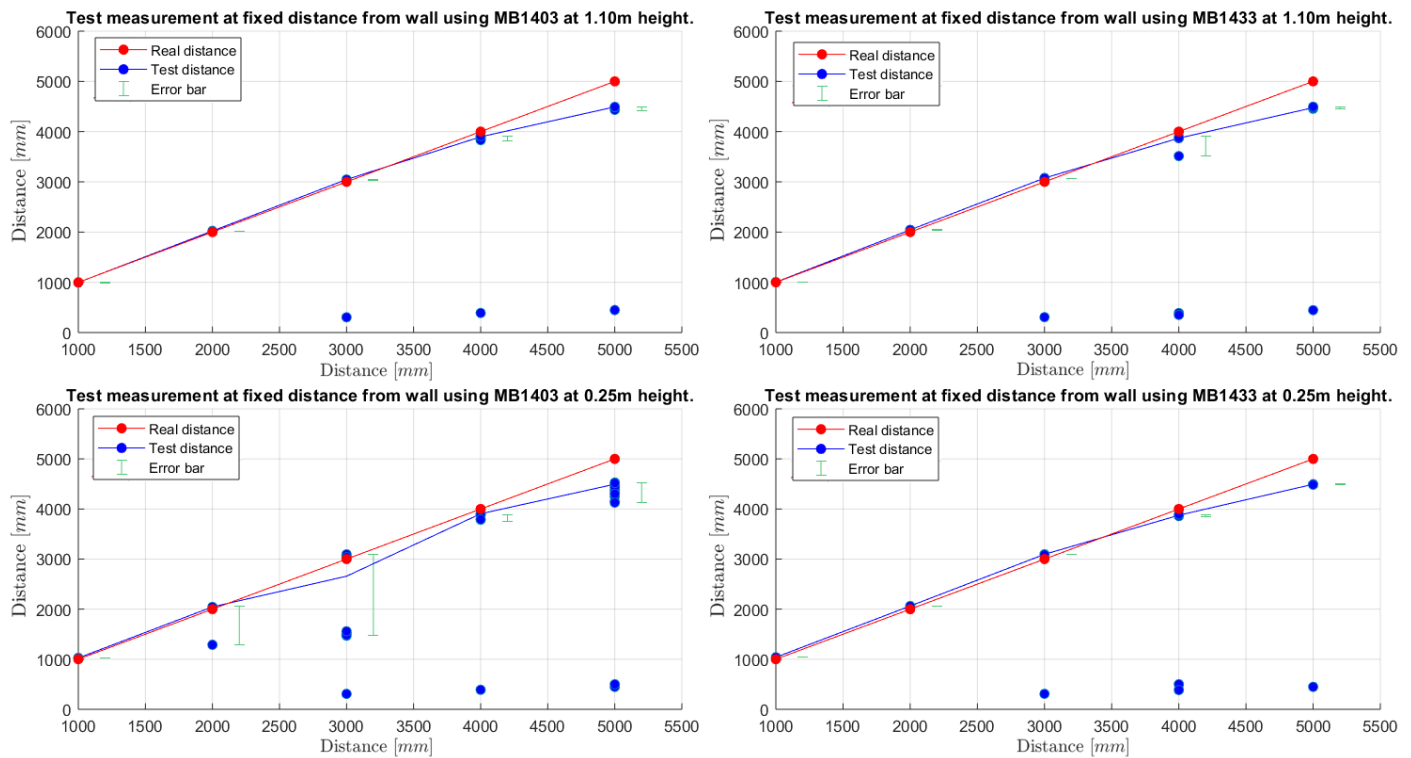 Test measurement at fixed distance from wall using MB1403 at 1.10m height.
6000
5000
4000
3000
2000
1000
0
Distance [mm]
Real distance
Test distance
Error bar
1000 1500 2000 2500 3000 3500 4000 4500 5000 5500
Distance [mm]
Test measurement at fixed distance from wall using MB1433 at 1.10m height.
6000
5000
4000
3000
2000
1000
0
Distance [mm]
Real distance
Test distance
Error bar
1000 1500 2000 2500 3000 3500 4000 4500 5000 5500
Distance [mm]
Test measurement at fixed distance from wall using MB1403 at 0.25m height.
6000
5000
4000
3000
2000
1000
0
Distance [mm]
Real distance
Test distance
Error bar
1000 1500 2000 2500 3000 3500 4000 4500 5000 5500
Distance [mm]
Test measurement at fixed distance from wall using MB1433 at 0.25m height.
6000
5000
4000
3000
2000
1000
0
Distance [mm]
Real distance
Test distance
Error bar
1000 1500 2000 2500 3000 3500 4000 4500 5000 5500
Distance [mm]